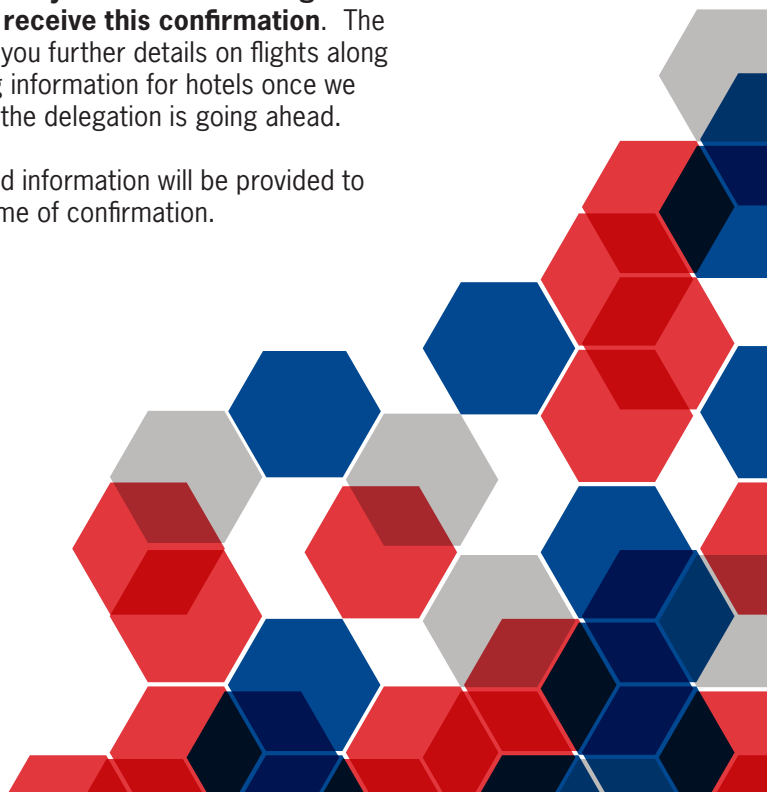 receive this confirmation. The
you further details on flights along
information for hotels once we
the delegation is going ahead.
d information will be provided to
me of confirmation.